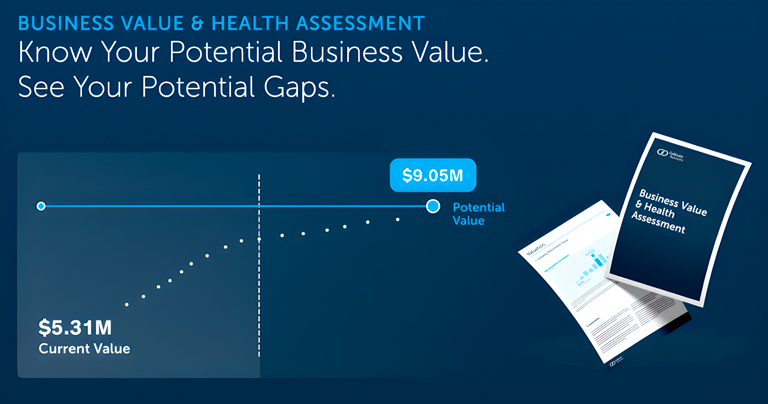 BUSINESS VALUE & HEALTH ASSESSMENT
Know Your Potential Business Value.
See Your Potential Gaps.
$9.05M
Potential
Value
$5.31M
Current Value
Business Value
& Health
Assessment
Valuation